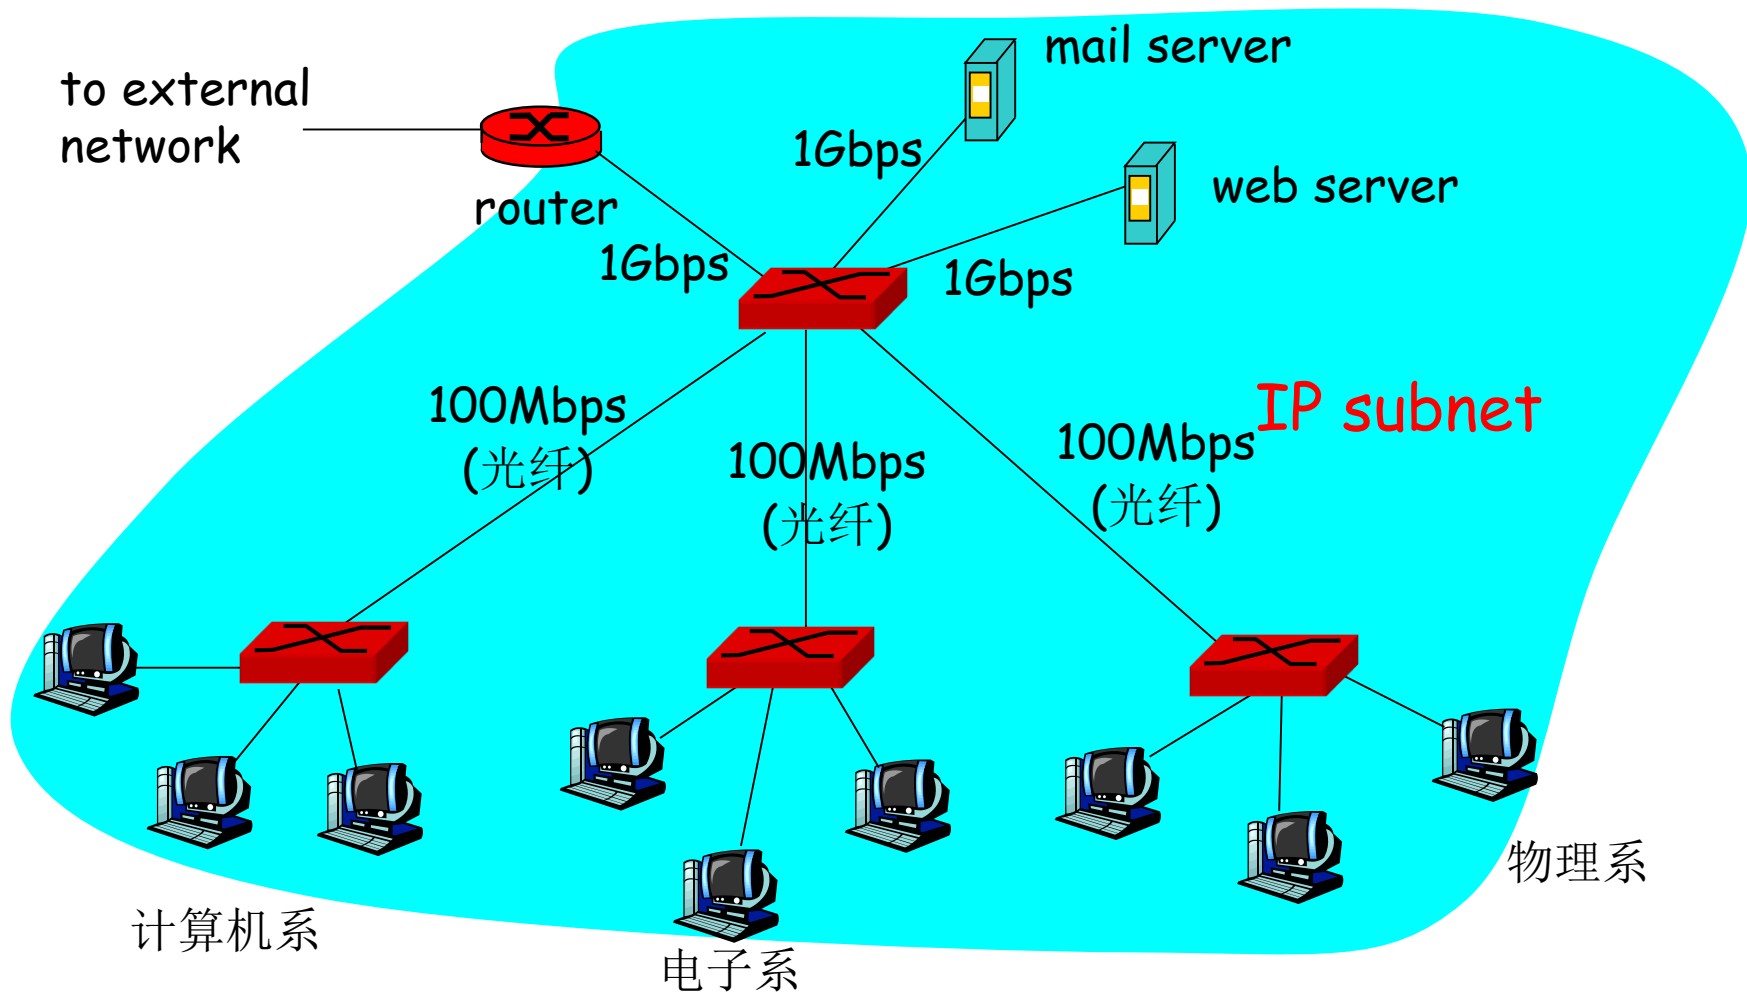 to external
network
mail server
1Gbps
web server
router
1Gbps
1Gbps
IP subnet
100Mbps
(光纤)
100Mbps
(光纤)
100Mbps
(光纤)
计算机系
电子系
物理系